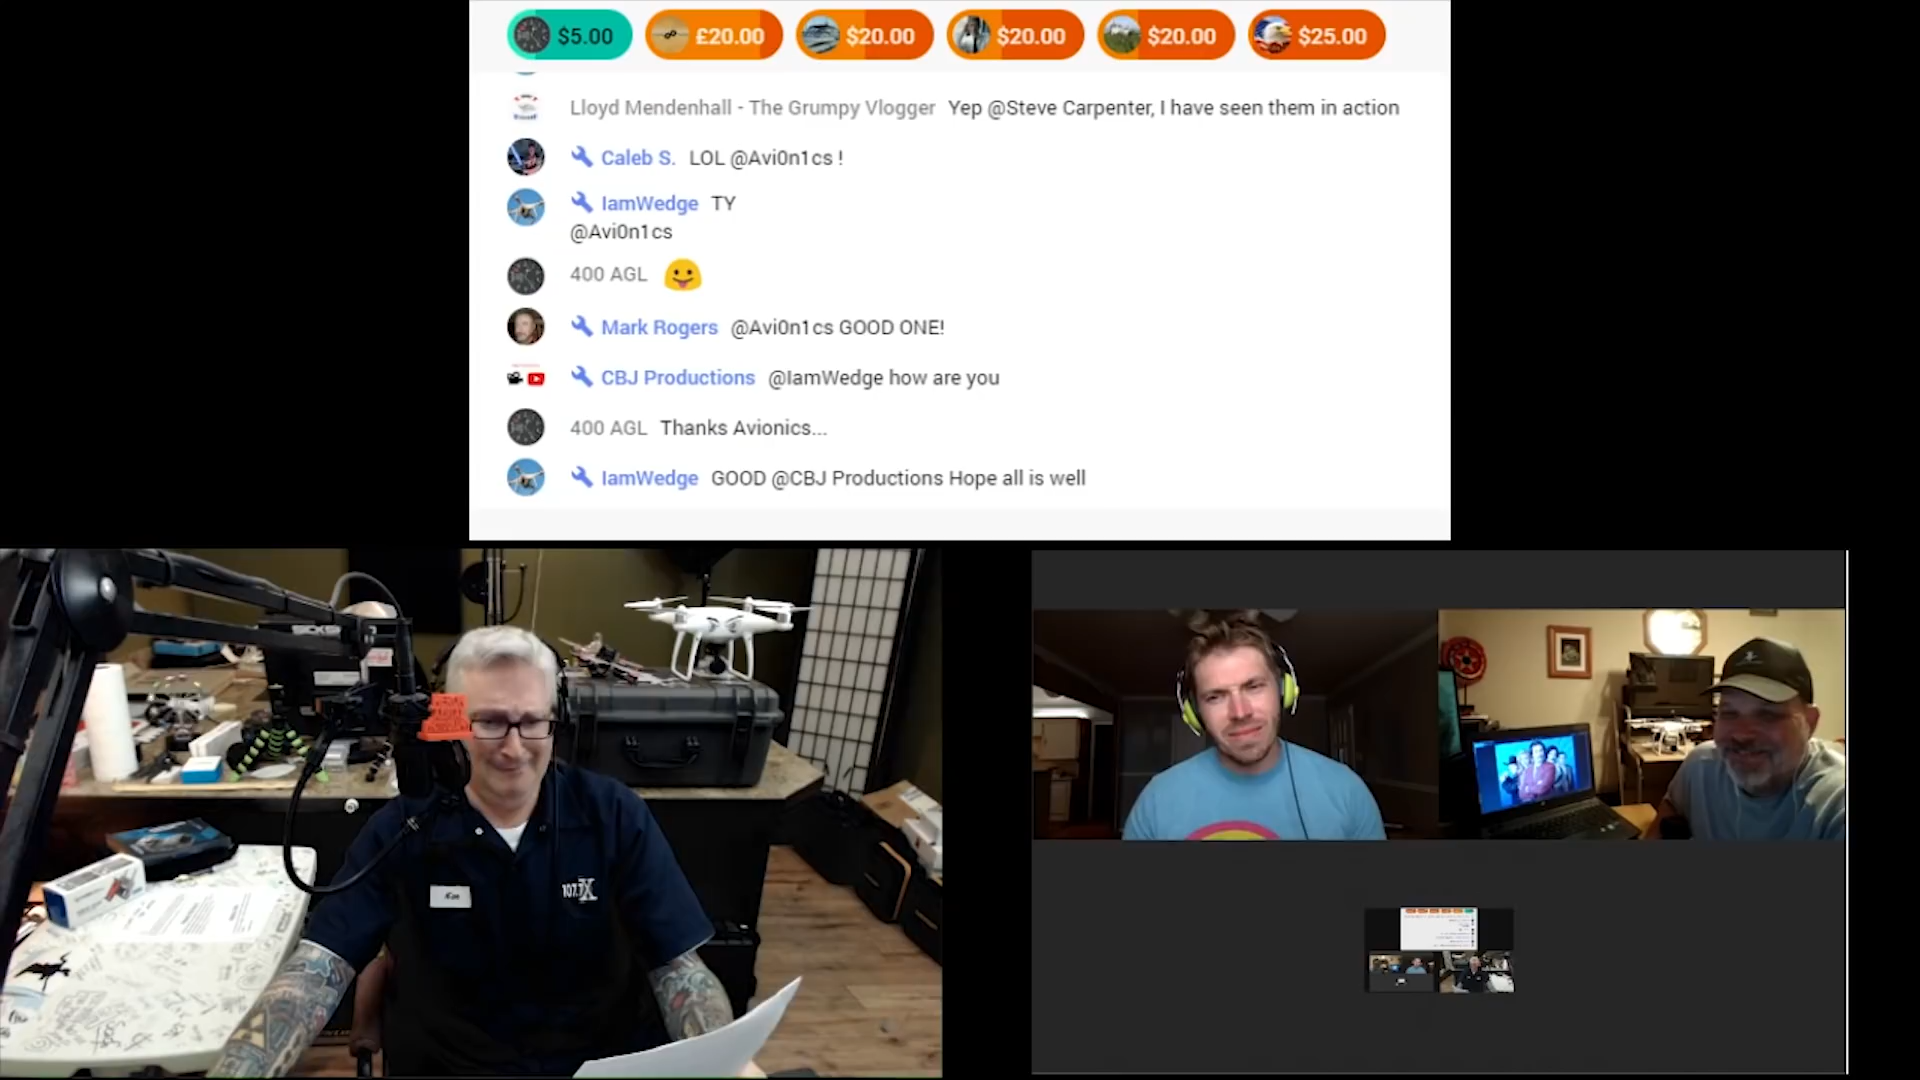 $5.00 £20.00 $20.00 $20.00 $20.00 $25.00
Lloyd Mendenhall - The Grumpy Vlogger Yep @Steve Carpenter, I have seen them in action
Caleb S. LOL @Avi0n1cs !
IamWedge TY
@Avi0n1cs
400 AGL
Mark Rogers @Avi0n1cs GOOD ONE!
CBJ Productions @IamWedge how are you
400 AGL Thanks Avionics...
IamWedge GOOD @CBJ Productions Hope all is well
107.7 X